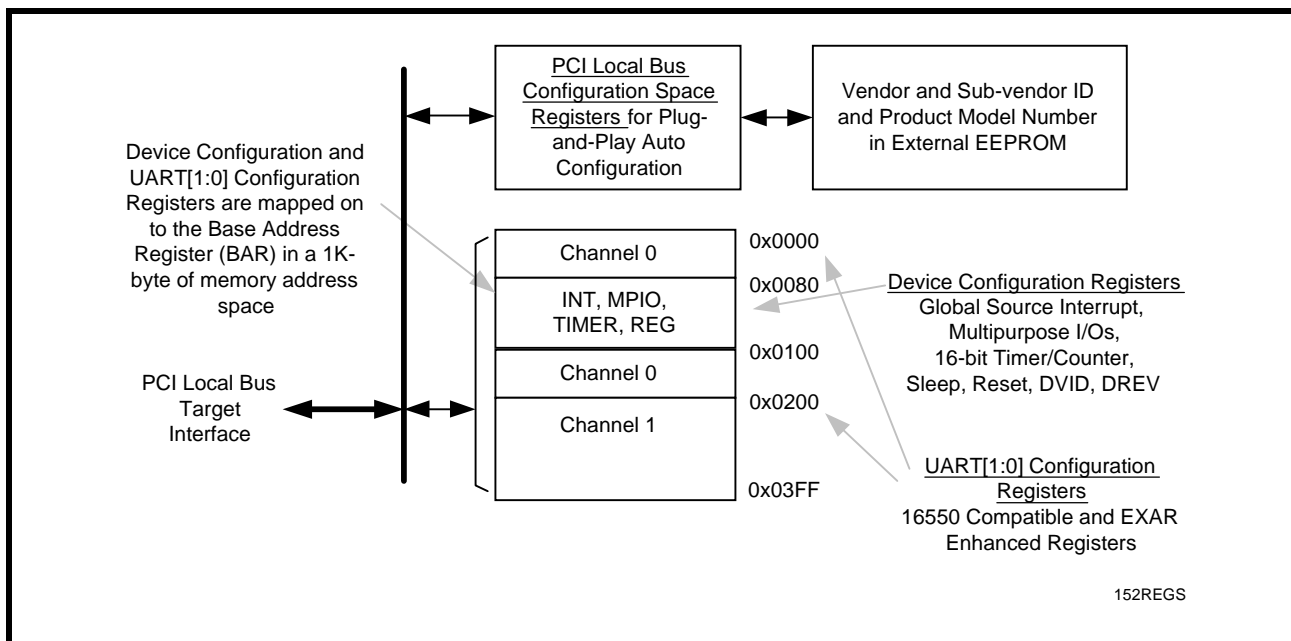 PCI Local Bus
Configuration Space
Registers for Plug-
and-Play Auto
Configuration
Vendor and Sub-vendor ID
and Product Model Number
in External EEPROM
Device Configuration and
UART[1:0] Configuration
Registers are mapped on
to the Base Address
Register (BAR) in a 1K-
byte of memory address
space
Channel 0
0x0000
INT, MPIO,
TIMER, REG
0x0080
Channel 0
0x0100
Channel 1
0x0200
0x03FF
Device Configuration Registers
Global Source Interrupt,
Multipurpose I/Os,
16-bit Timer/Counter,
Sleep, Reset, DVID, DREV
PCI Local Bus
Target
Interface
UART[1:0] Configuration
Registers
16550 Compatible and EXAR
Enhanced Registers
152REGS